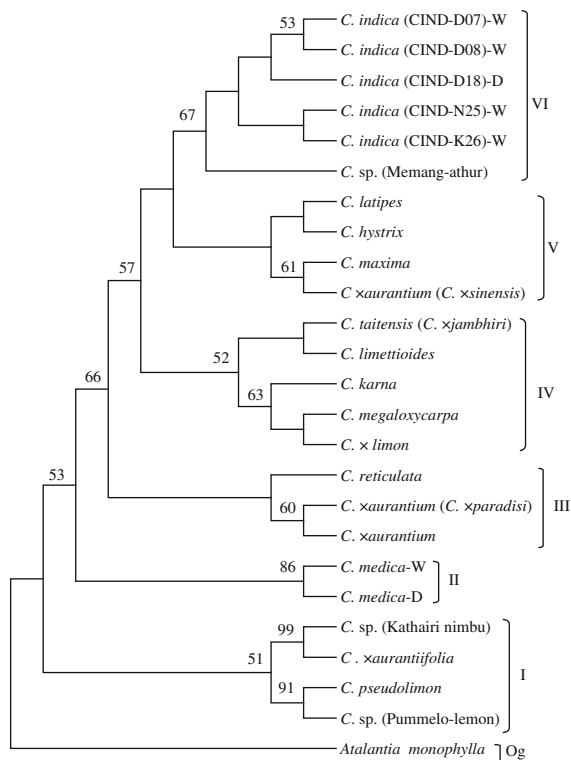 53
C. indica (CIND-D07)-W
C. indica (CIND-D08)-W
C. indica (CIND-D18)-D
67
C. indica (CIND-N25)-W
VI
C. indica (CIND-K26)-W
C. sp. (Memang-athur)
C. latipes
C. hystrix
V
61
C. maxima
57
C ×aurantium (C. ×sinensis)
C. taitensis (C. ×jambhiri)
52
C. limettioides
66
63
C. karna
IV
C. megaloxycarpa
C. × limon
53
C. reticulata
60
C. ×aurantium (C. ×paradisi)
III
C. ×aurantium
86
C. medica-W
II
C. medica-D
99
C. sp. (Kathairi nimbu)
51
C . ×aurantiifolia
I
91
C. pseudolimon
C. sp. (Pummelo-lemon)
Atalantia monophylla
Og